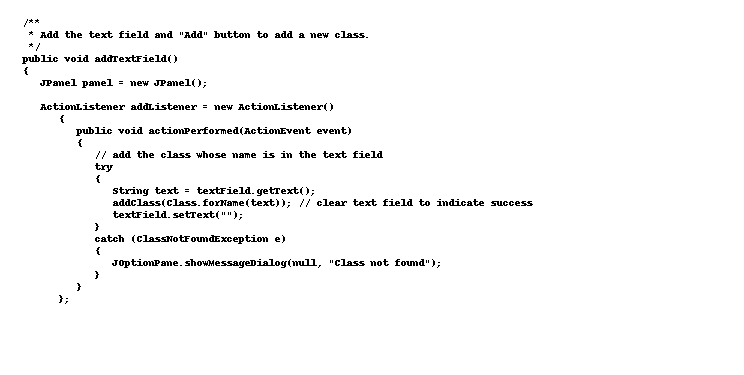 /**
 * Add the text field and "Add" button to add a new class.
 */
public void addTextField()
{
   JPanel panel = new JPanel();

   ActionListener addListener = new ActionListener()
      {
         public void actionPerformed(ActionEvent event)
         {
            // add the class whose name is in the text field
            try
            {
               String text = textField.getText();
               addClass(Class.forName(text)); // clear text field to indicate success
               textField.setText("");
            }
            catch (ClassNotFoundException e)
            {
               JOptionPane.showMessageDialog(null, "Class not found");
            }
         }
      };